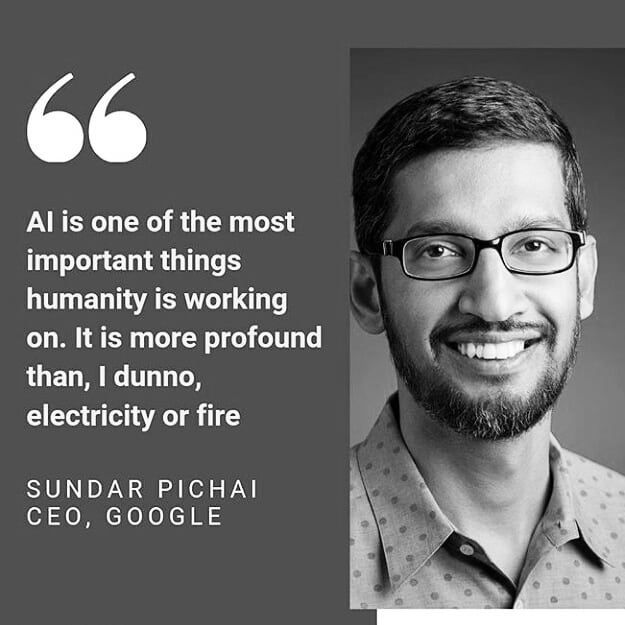 AI is one of the most
important things
humanity is working
on. It is more profound
than, I dunno,
electricity or fire
SUNDAR PICHAI
CEO, GOOGLE